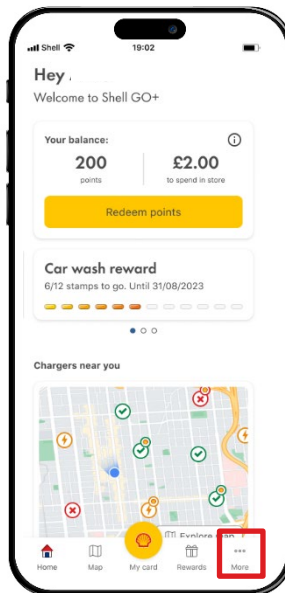 Shell 19:02
Hey
Welcome to Shell GO+
Your balance:
200 £2.00
points to spend in store
Redeem points
Car wash reward
6/12 stamps to go. Until 31/08/2023
Chargers near you
Explore map
Home Map My card Rewards More